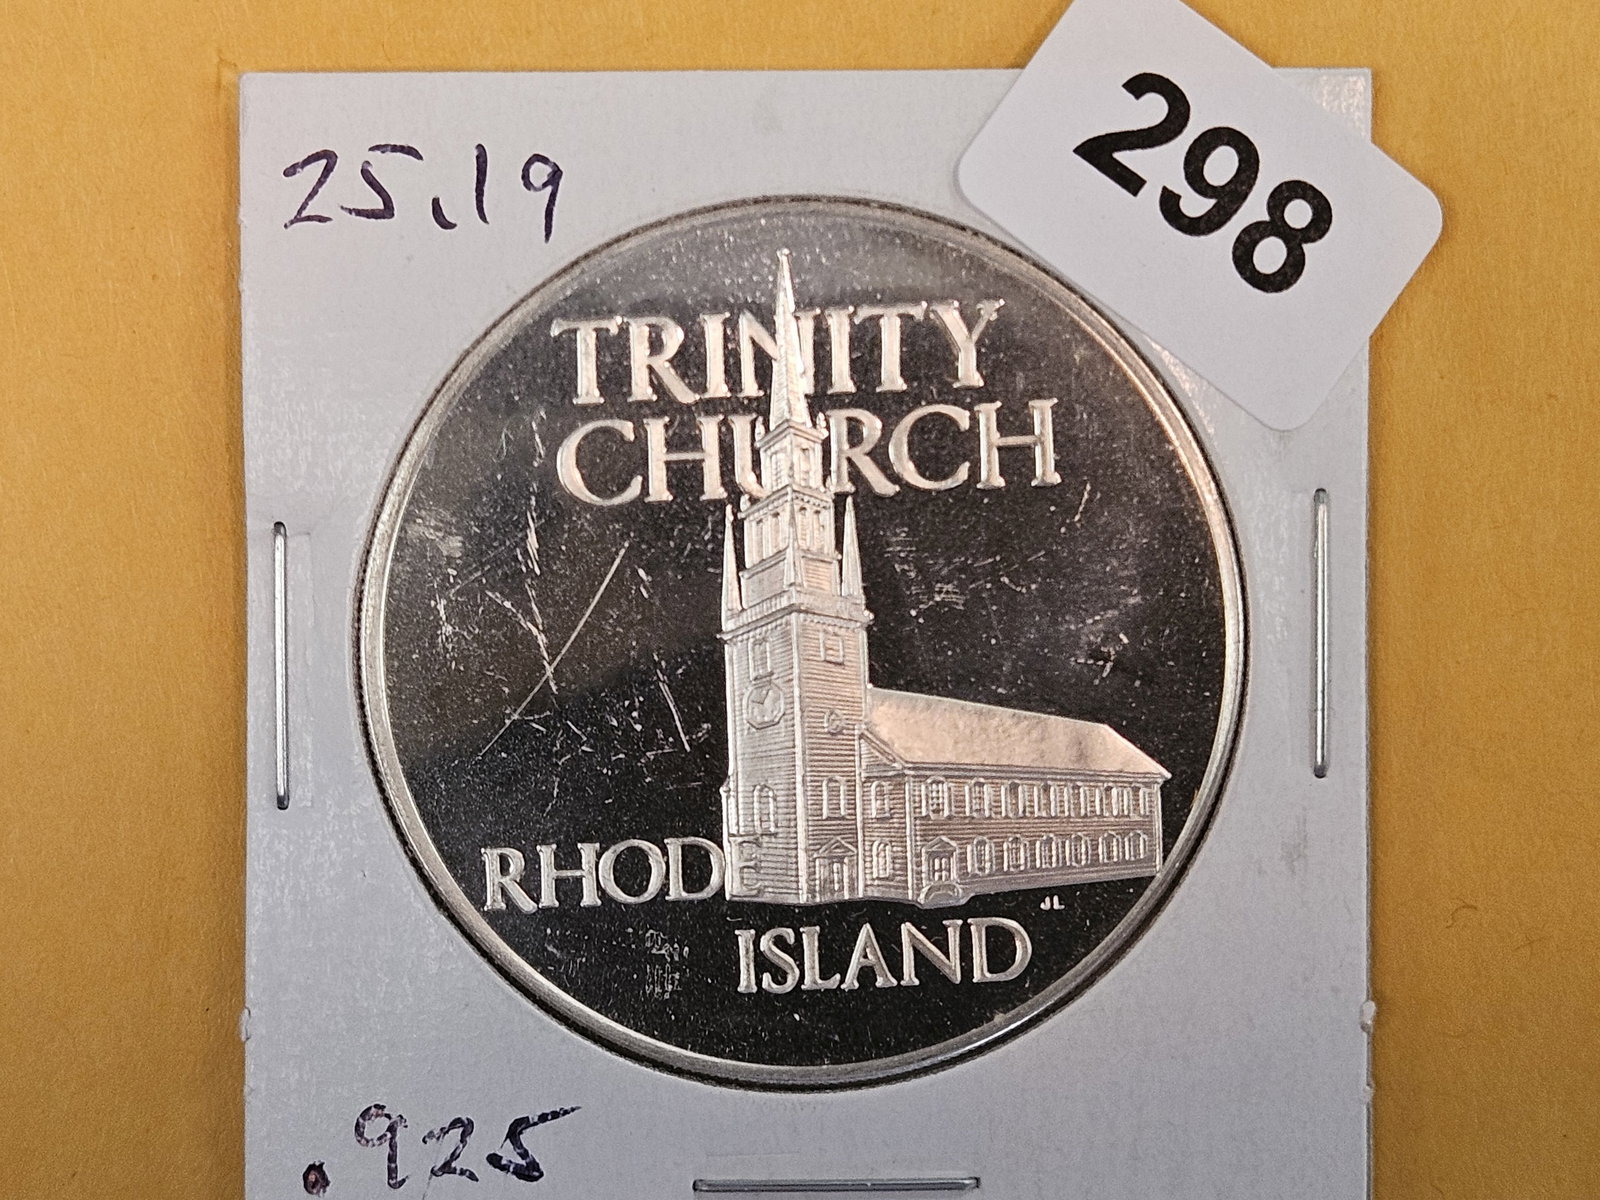 298
25.19
TRINITY
CHURCH
RHODE
JL
ISLAND
.925